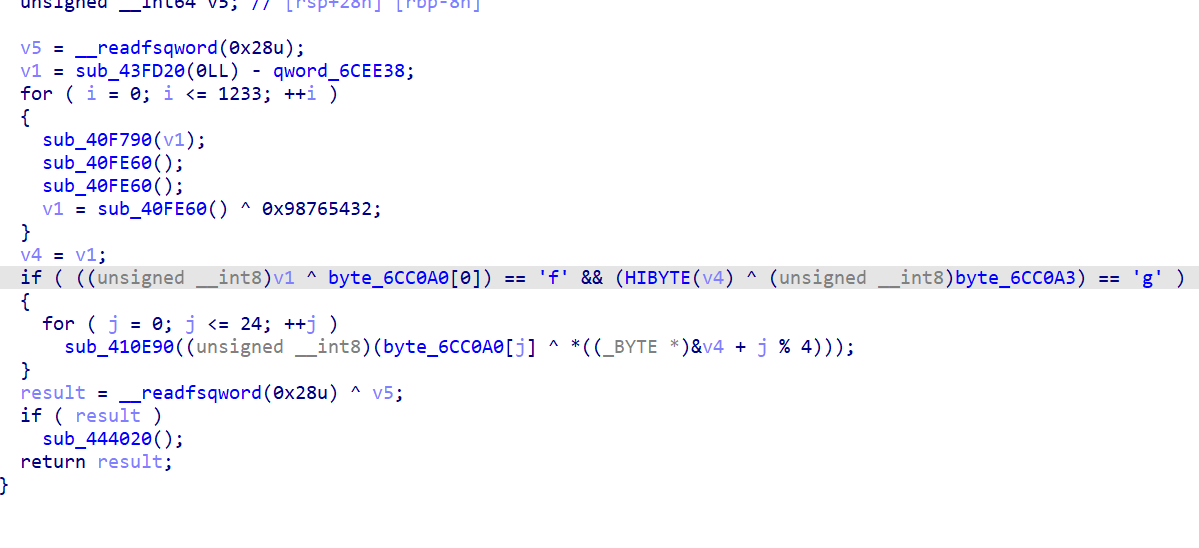 unsigned __int64 v5; // [rsp+28h] [rbp-8h]
v5 = __readfsqword(0x28u);
v1 = sub_43FD20(0LL) - qword_6CEE38;
for ( i = 0; i <= 1233; ++i )
{
sub_40F790(v1);
sub_40FE60();
sub_40FE60();
v1 = sub_40FE60() ^ 0x98765432;
}
v4 = v1;
if ( ((unsigned __int8)v1 ^ byte_6CC0A0[0]) == 'f' && (HIBYTE(v4) ^ (unsigned __int8)byte_6CC0A3) == 'g' )
{
for ( j = 0; j <= 24; ++j )
sub_410E90((unsigned __int8)(byte_6CC0A0[j] ^ *((_BYTE *)&v4 + j % 4)));
}
result = __readfsqword(0x28u) ^ v5;
if ( result )
sub_444020();
return result;
}